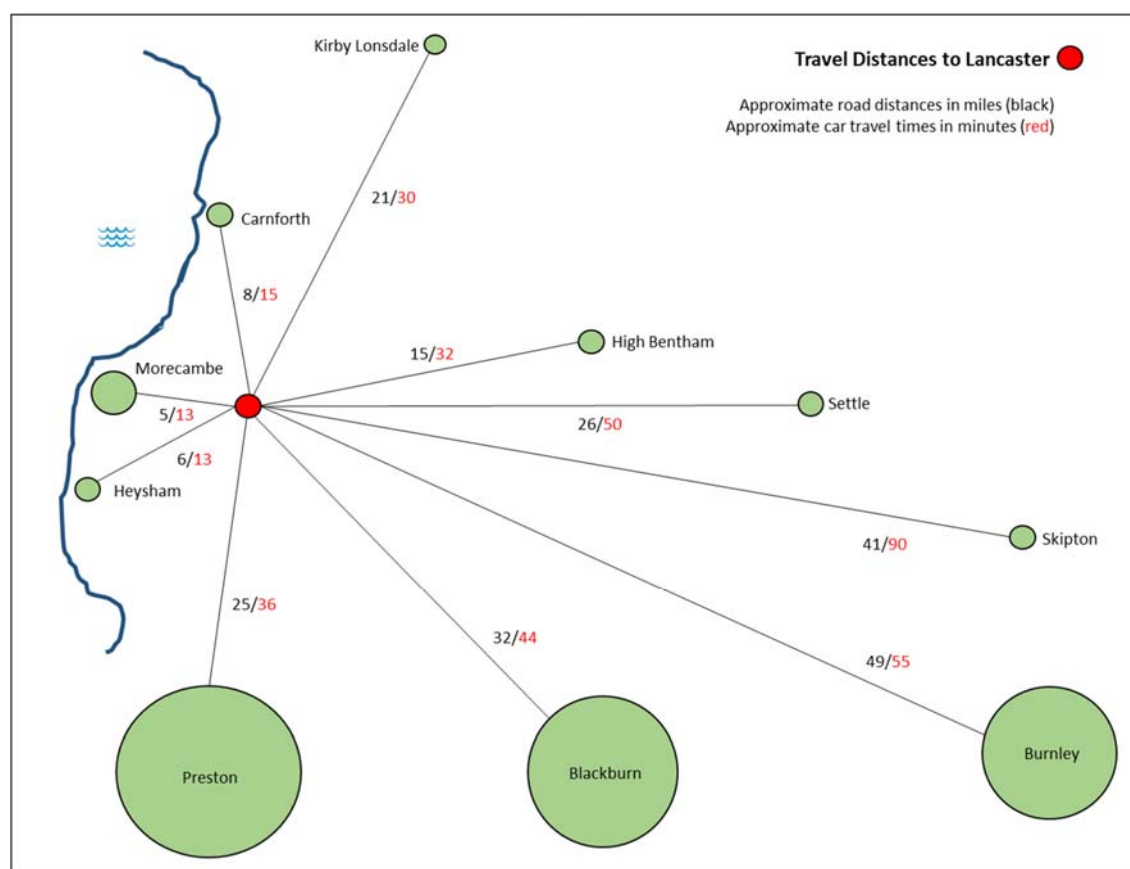 Kirby Lonsdale
Travel Distances to Lancaster
Approximate road distances in miles (black)
Approximate car travel times in minutes (red)
21/30
Carnforth
8/15
15/32
High Bentham
Morecambe
5/13
26/50
Settle
6/13
Heysham
41/90
Skipton
25/36
32/44
49/55
Preston
Blackburn
Burnley